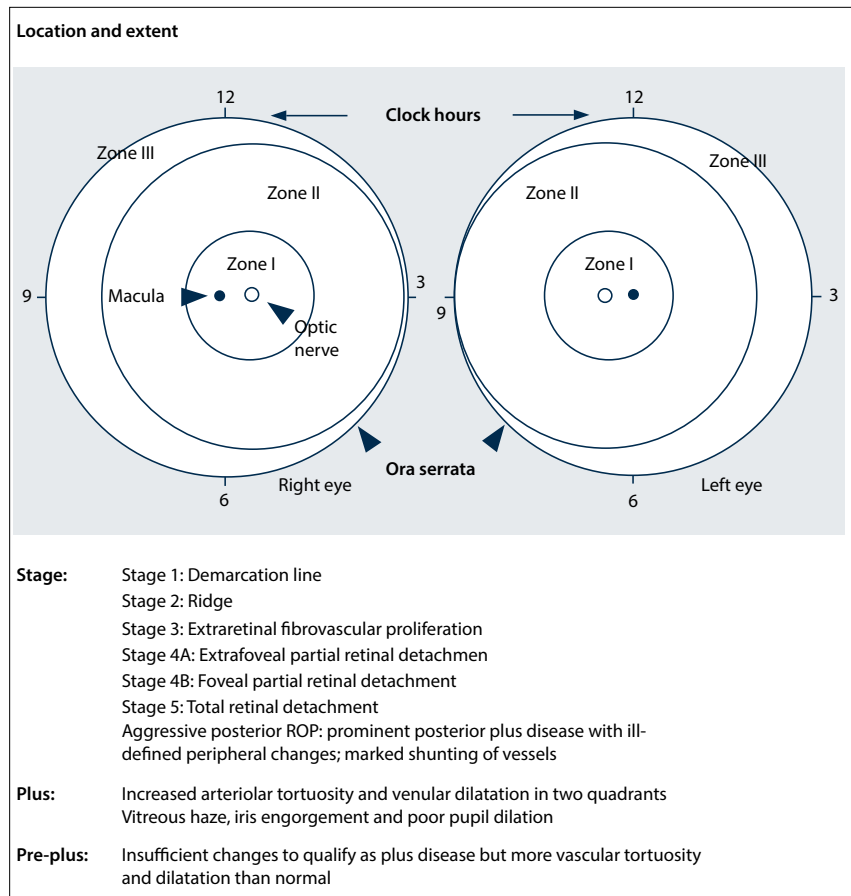 Location and extent
12
Clock hours
12
Zone III
Zone III
Zone II
Zone II
Zone I
Zone I
9
Macula
3
9
3
Optic
nerve
Ora serrata
6
Right eye
6
Left eye
Stage: Stage 1: Demarcation line
Stage 2: Ridge
Stage 3: Extraretinal fibrovascular proliferation
Stage 4A: Extrafoveal partial retinal detachmen
Stage 4B: Foveal partial retinal detachment
Stage 5: Total retinal detachment
Aggressive posterior ROP: prominent posterior plus disease with ill-
defined peripheral changes; marked shunting of vessels
Plus: Increased arteriolar tortuosity and venular dilatation in two quadrants
Vitreous haze, iris engorgement and poor pupil dilation
Pre-plus: Insufficient changes to qualify as plus disease but more vascular tortuosity
and dilatation than normal